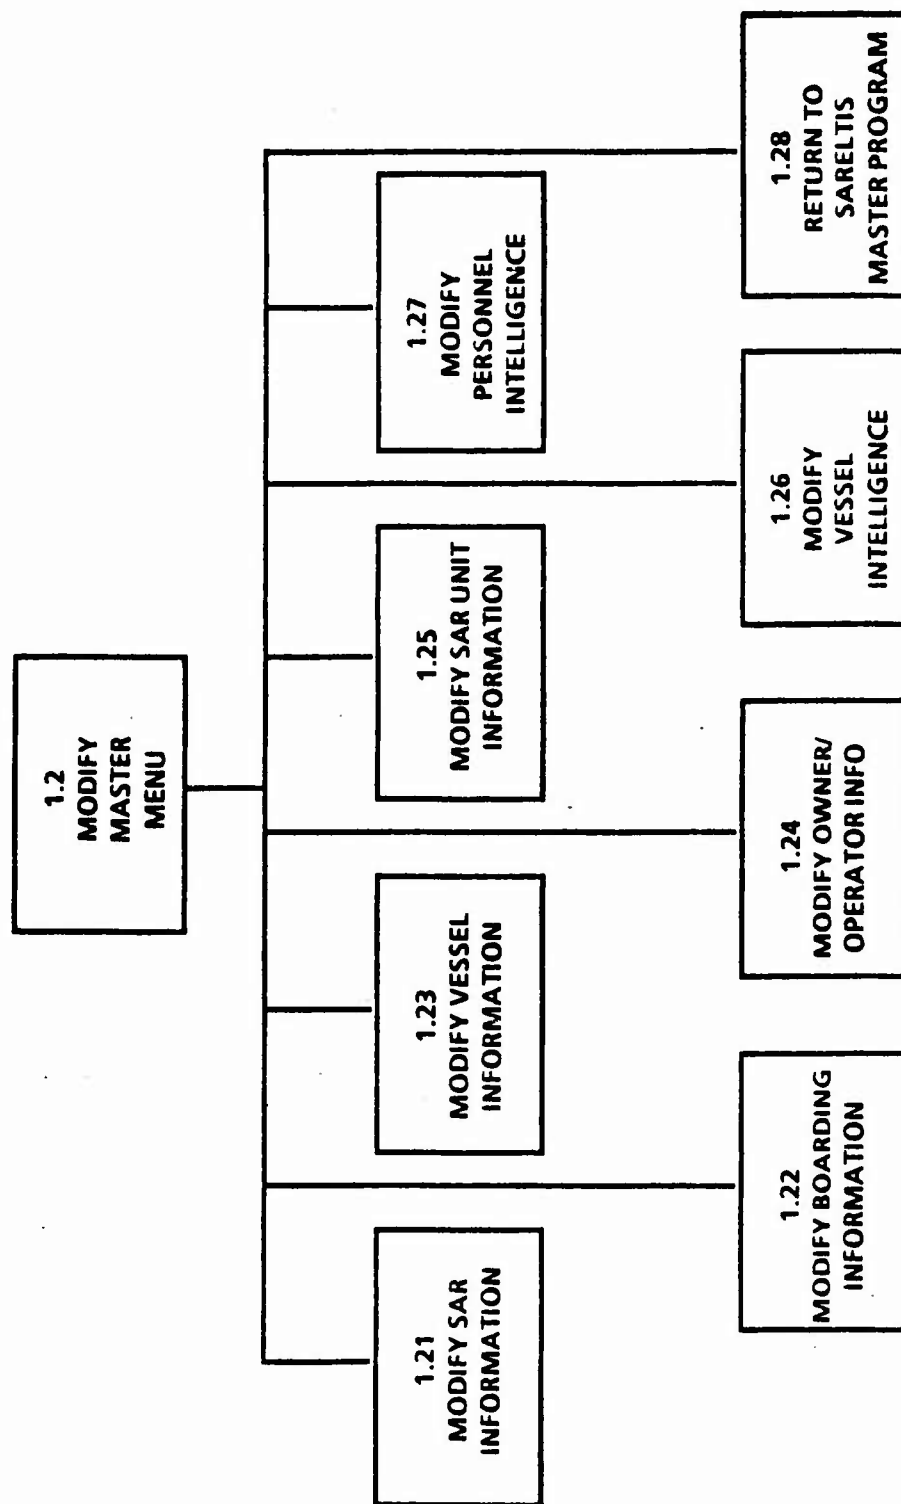 1.2
MODIFY
MASTER
MENU
1.21
MODIFY SAR
INFORMATION
1.23
MODIFY VESSEL
INFORMATION
1.25
MODIFY SAR UNIT
INFORMATION
1.27
MODIFY
PERSONNEL
INTELLIGENCE
1.22
MODIFY BOARDING
INFORMATION
1.24
MODIFY OWNER/
OPERATOR INFO
1.26
MODIFY
VESSEL
INTELLIGENCE
1.28
RETURN TO
SARELTIS
MASTER PROGRAM